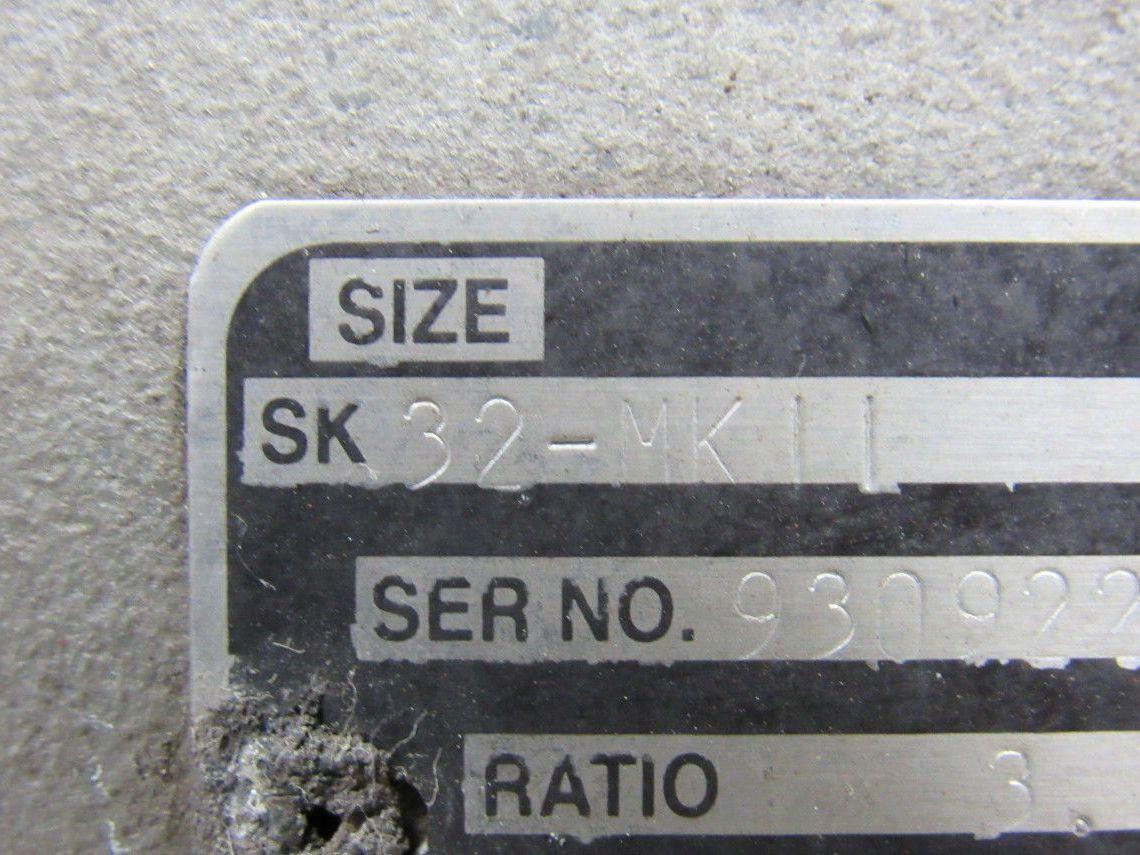 SIZE
SK 32-MKII
SER NO. 930922
RATIO 3.